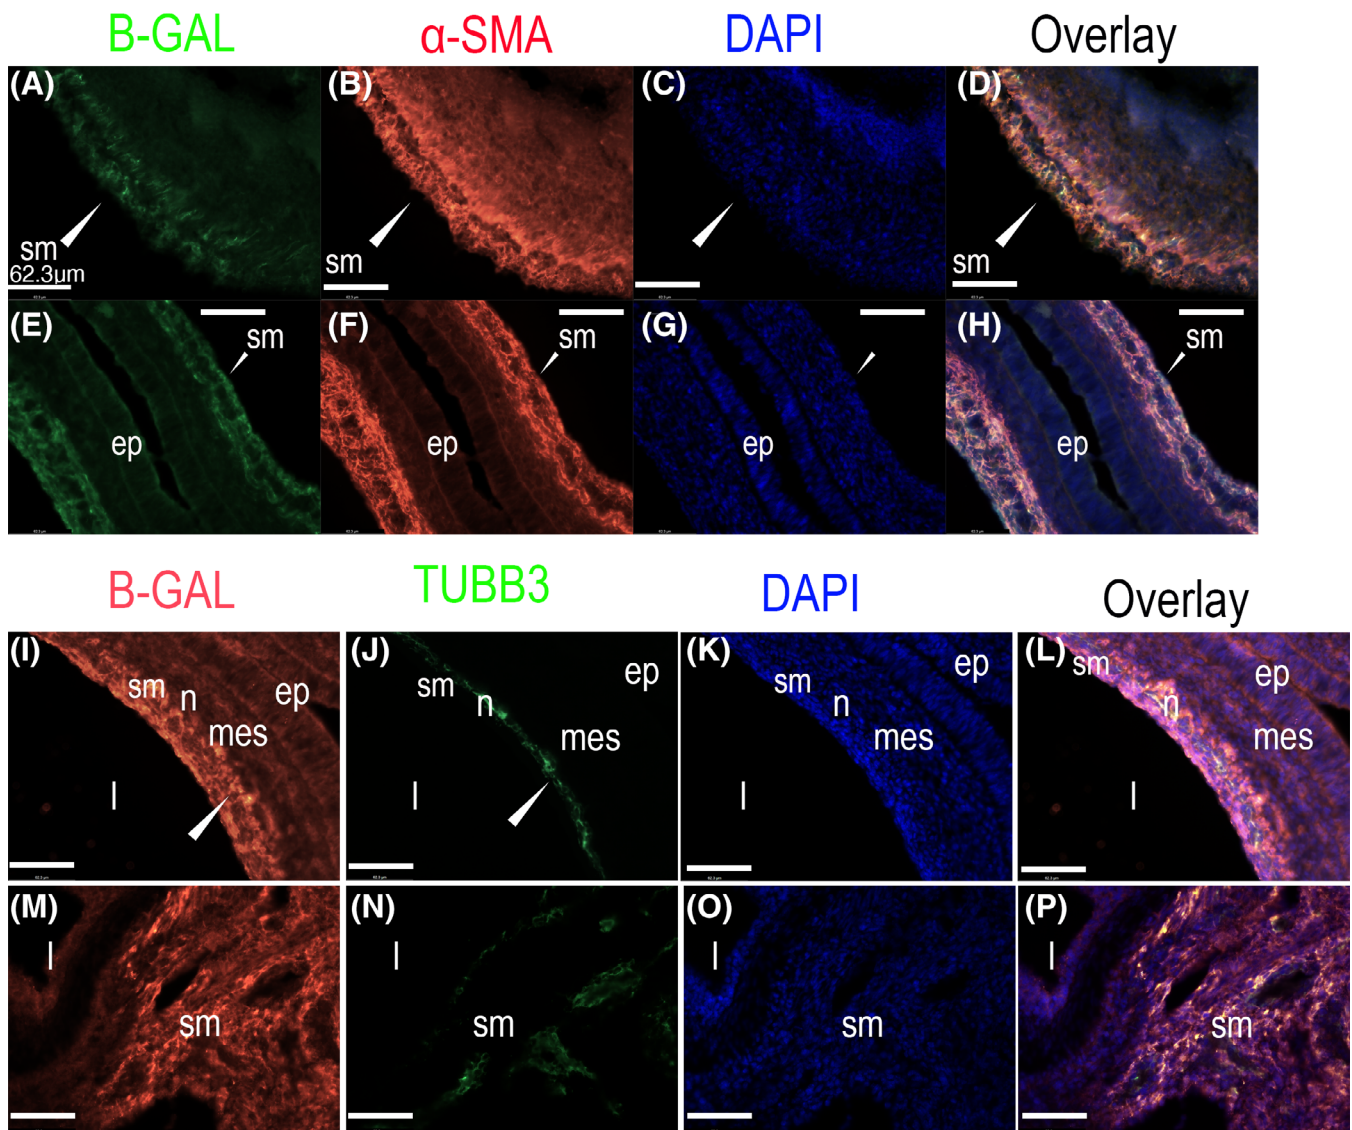 B-GAL α-SMA DAPI Overlay
(A) (B) (C) (D)
sm sm sm
62.3µm
(E) (F) (G) (H)
sm sm sm
ep ep ep ep
B-GAL TUBB3 DAPI Overlay
(I) (J) (K) (L)
sm n ep sm n ep sm n ep sm n ep
mes mes mes mes
l l l l
(M) (N) (O) (P)
l l l l
sm sm sm sm